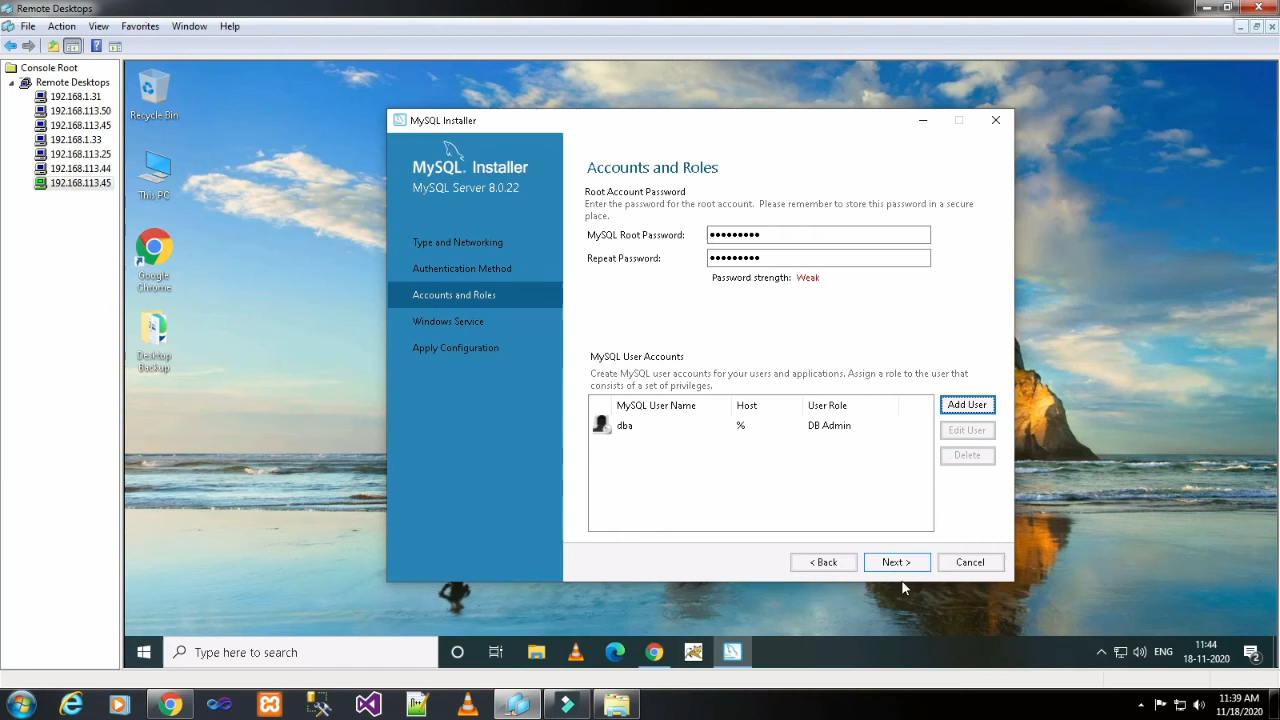 Remote Desktops
File Action View Favorites Window Help
Console Root
Remote Desktops
192.168.1.31
192.168.113.50
192.168.113.45
192.168.1.33
192.168.113.25
192.168.113.44
192.168.113.45
Recycle Bin
This PC
Google
Chrome
Desktop
Backup
MySQL Installer
MySQL. Installer
MySQL Server 8.0.22
Type and Networking
Authentication Method
Accounts and Roles
Windows Service
Apply Configuration
Accounts and Roles
Root Account Password
Enter the password for the root account. Please remember to store this password in a secure
place.
MySQL Root Password: •••••••••
Repeat Password: •••••••••
Password strength: Weak
MySQL User Accounts
Create MySQL user accounts for your users and applications. Assign a role to the user that
consists of a set of privileges.
MySQL User Name Host User Role
dba % DB Admin
Add User
Edit User
Delete
< Back Next > Cancel
Type here to search
ENG
11:44
18-11-2020
2
11:39 AM
11/18/2020